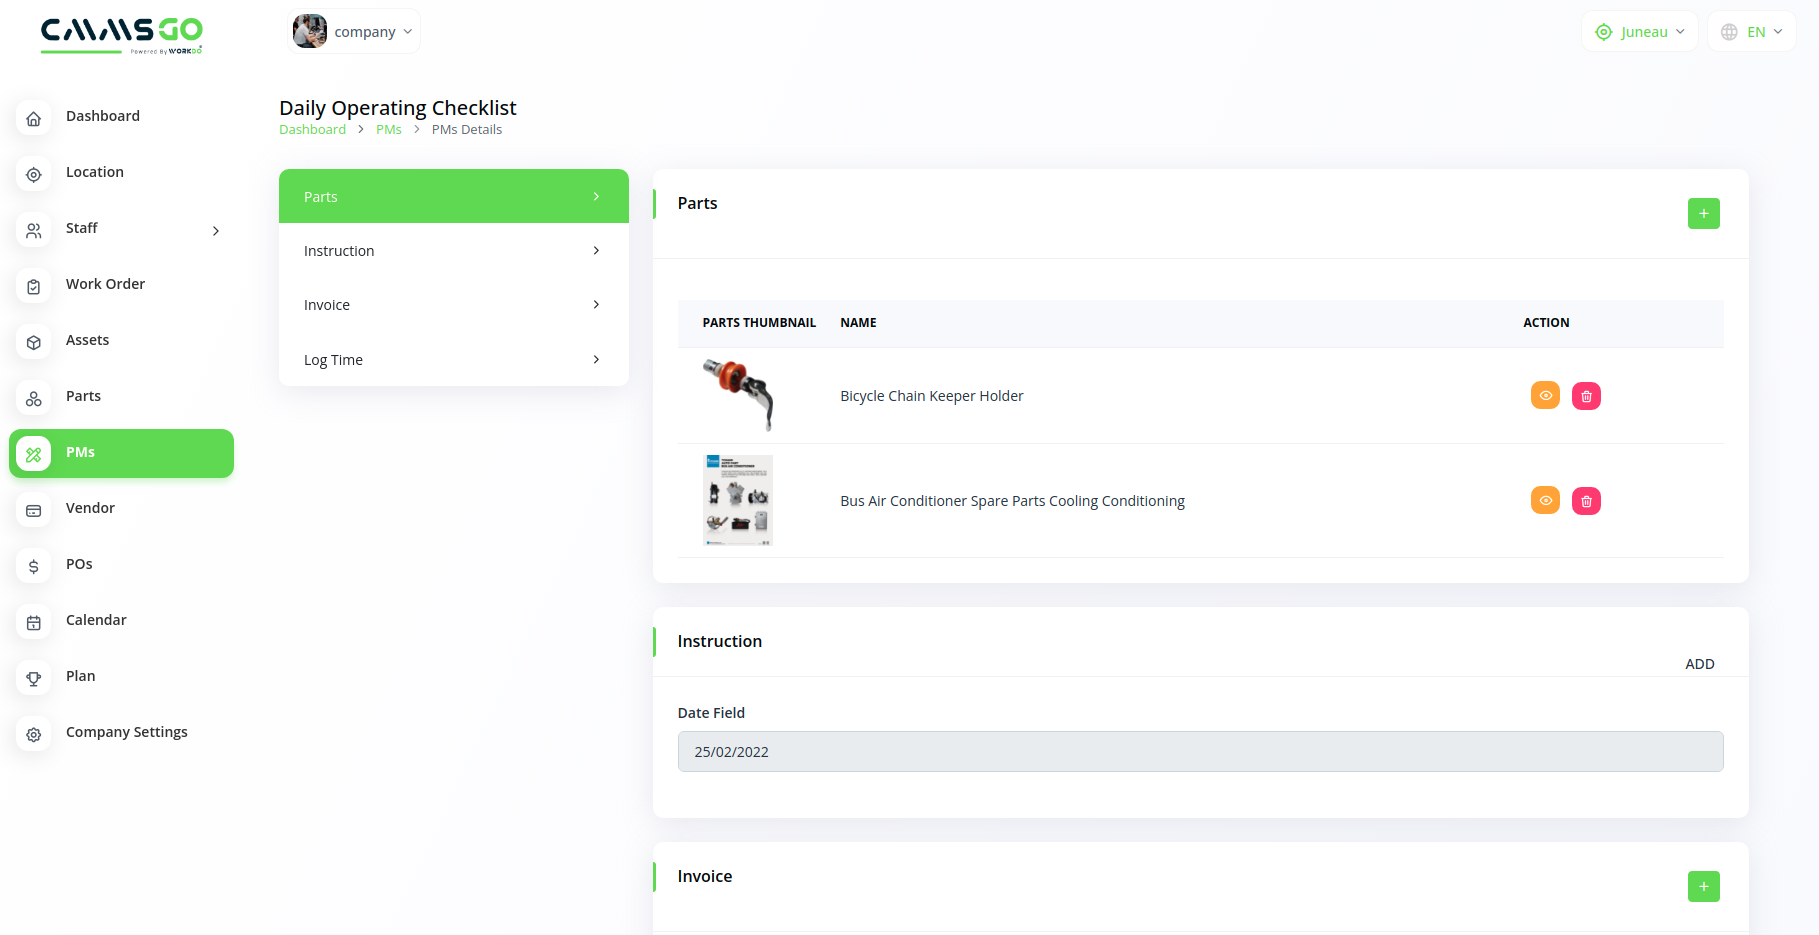 CMMSGO
Powered By WORKDO
company
Juneau
EN
Dashboard
Location
Staff
Work Order
Assets
Parts
PMs
Vendor
POs
Calendar
Plan
Company Settings
Daily Operating Checklist
Dashboard > PMs > PMs Details
Parts
Instruction
Invoice
Log Time
Parts
+
PARTS THUMBNAIL NAME ACTION
Bicycle Chain Keeper Holder
Bus Air Conditioner Spare Parts Cooling Conditioning
Instruction
ADD
Date Field
25/02/2022
Invoice
+